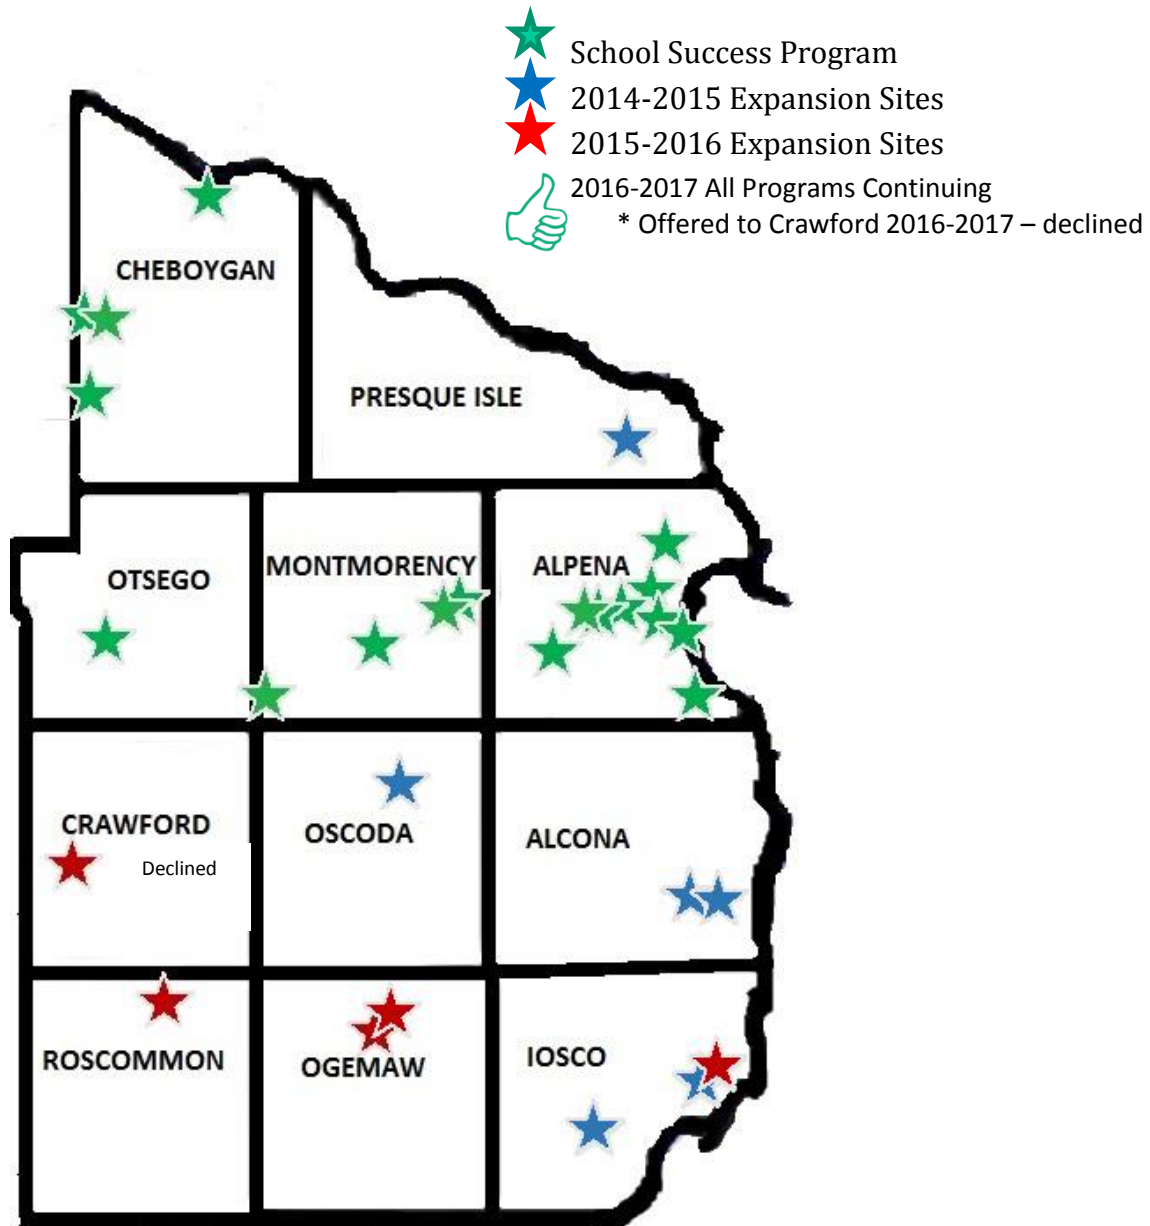 School Success Program
2014-2015 Expansion Sites
2015-2016 Expansion Sites
2016-2017 All Programs Continuing
* Offered to Crawford 2016-2017 – declined
CHEBOYGAN
PRESQUE ISLE
OTSEGO
MONTMORENCY
ALPENA
CRAWFORD
Declined
OSCODA
ALCONA
ROSCOMMON
OGEMAW
IOSCO